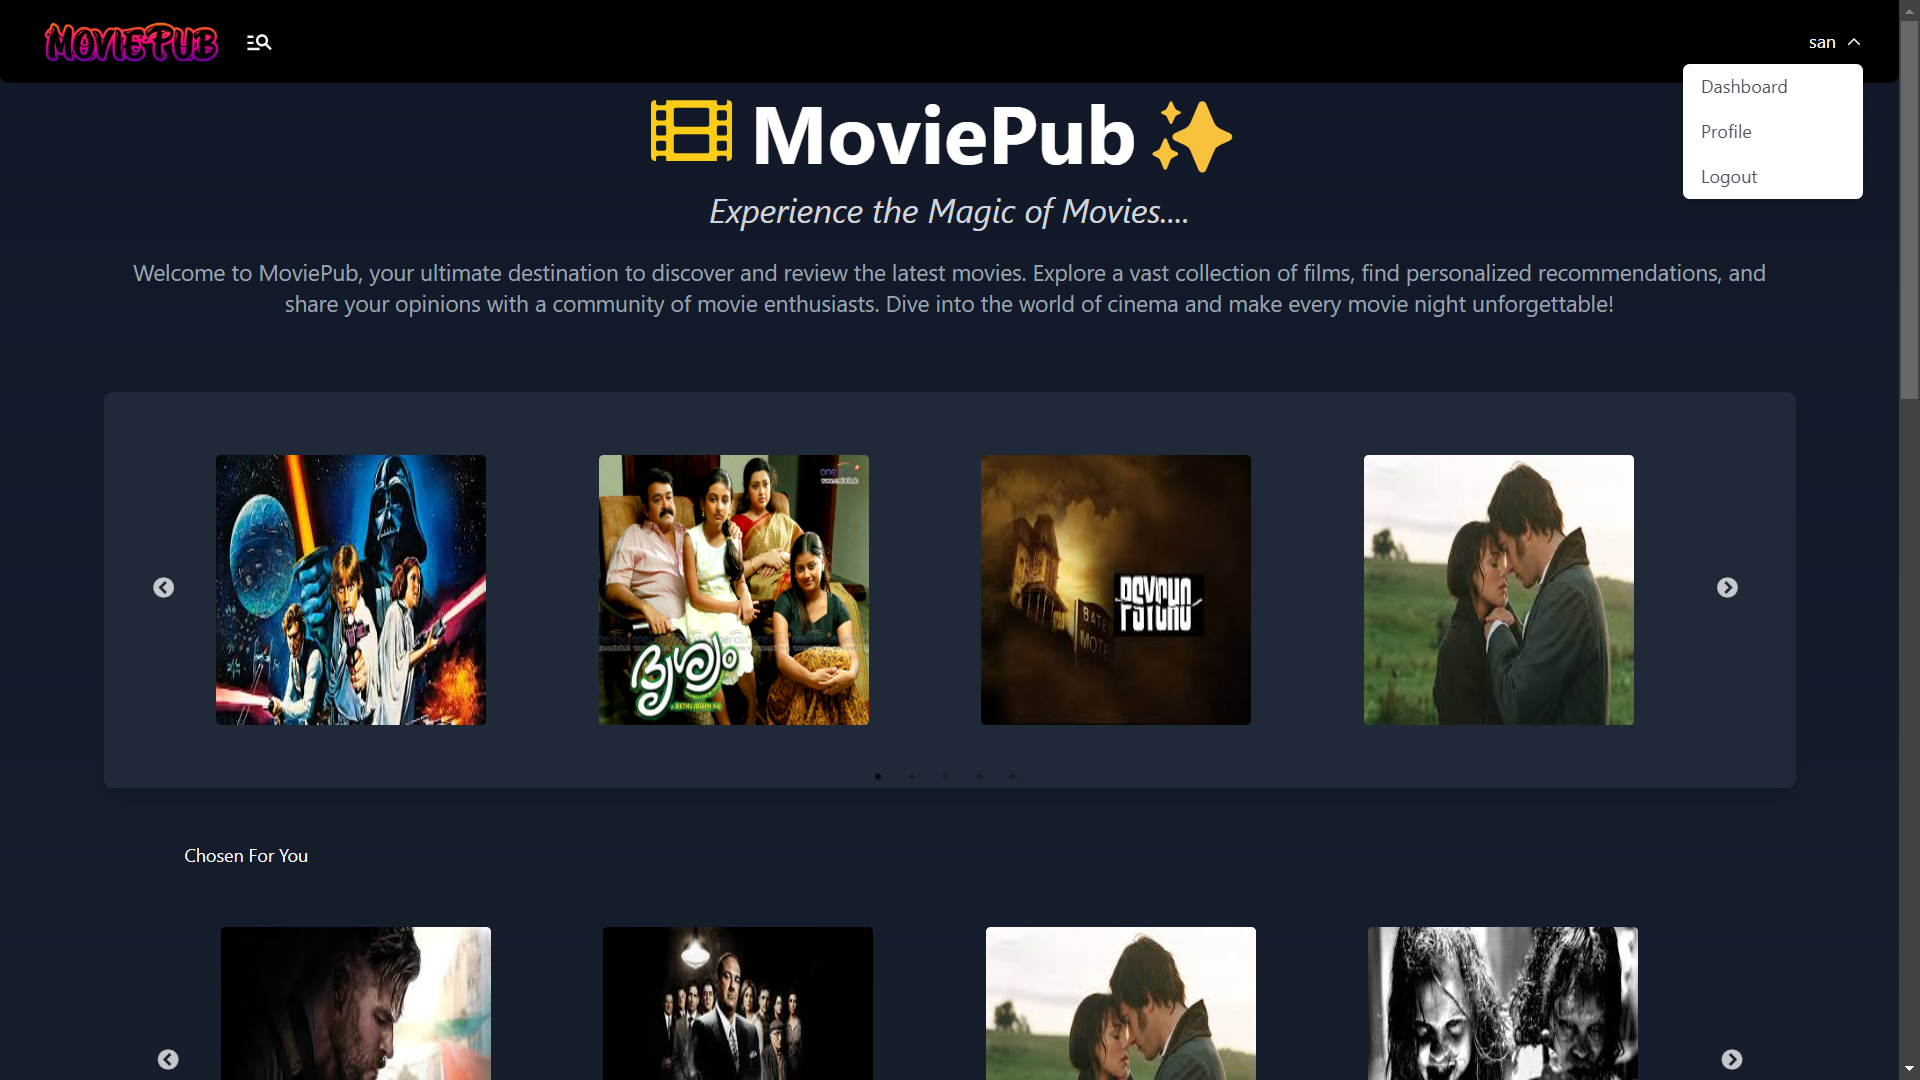 MOVIEPUB
san
Dashboard
Profile
Logout
MoviePub
Experience the Magic of Movies....
Welcome to MoviePub, your ultimate destination to discover and review the latest movies. Explore a vast collection of films, find personalized recommendations, and
share your opinions with a community of movie enthusiasts. Dive into the world of cinema and make every movie night unforgettable!
ദൃശ്യം
JEETHU JOSEPH
BATES
MOTEL
PSYCHO
Chosen For You